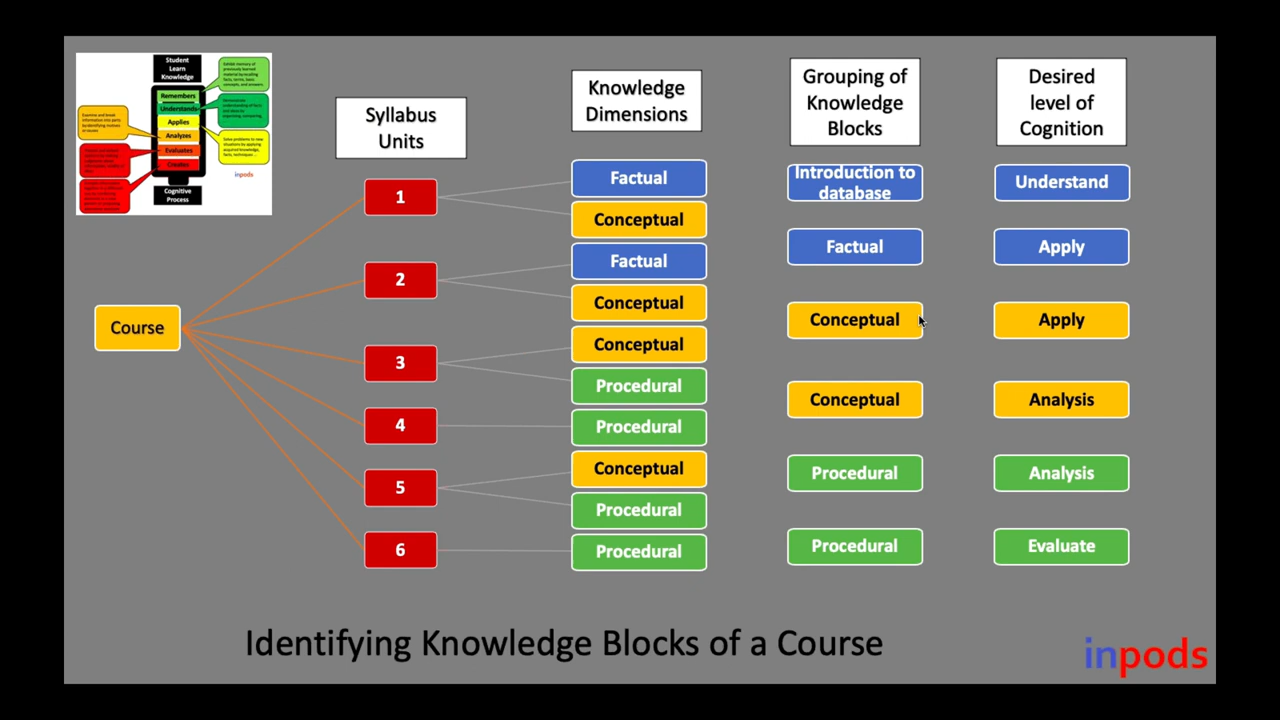 Student
Learn
Knowledge
Remembers
Understands
Applies
Analyzes
Evaluates
Creates
Cognitive
Process
inpods
Syllabus
Units
Knowledge
Dimensions
Grouping of
Knowledge
Blocks
Desired
level of
Cognition
Course
1
2
3
4
5
6
Factual
Conceptual
Factual
Conceptual
Conceptual
Procedural
Procedural
Conceptual
Procedural
Procedural
Introduction to
database
Factual
Conceptual
Conceptual
Procedural
Procedural
Understand
Apply
Apply
Analysis
Analysis
Evaluate
Identifying Knowledge Blocks of a Course
inpods